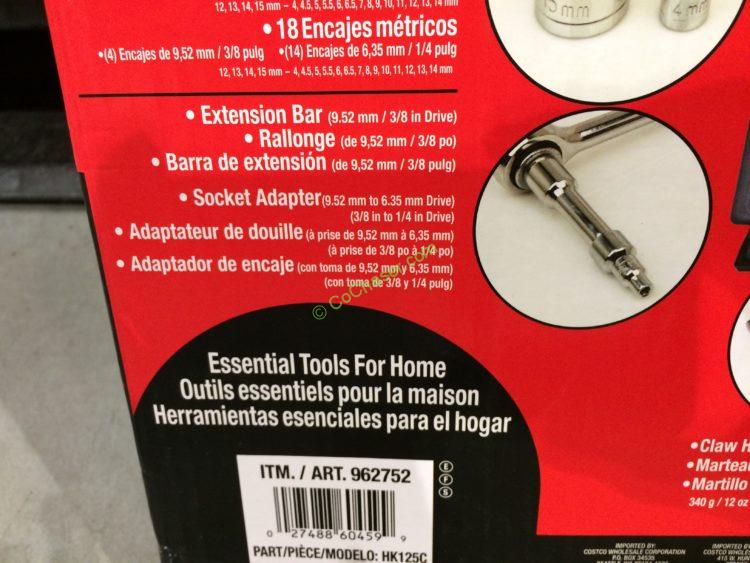 12, 13, 14, 15 mm – 4, 4.5, 5, 5.5, 6, 6.5, 7, 8, 9, 10, 11, 12, 13, 14 mm
• 18 Encajes métricos
•(4) Encajes de 9,52 mm / 3/8 pulg •(14) Encajes de 6,35 mm / 1/4 pulg
12, 13, 14, 15 mm – 4, 4.5, 5, 5.5, 6, 6.5, 7, 8, 9, 10, 11, 12, 13, 14 mm
• Extension Bar (9.52 mm / 3/8 in Drive)
• Rallonge (de 9,52 mm / 3/8 po)
• Barra de extensión (de 9,52 mm / 3/8 pulg)
• Socket Adapter(9.52 mm to 6.35 mm Drive)
(3/8 in to 1/4 in Drive)
• Adaptateur de douille (à prise de 9,52 mm à 6,35 mm)
(à prise de 3/8 po à 1/4 po)
• Adaptador de encaje (con toma de 9,52 mm y 6,35 mm)
(con toma de 3/8 y 1/4 pulg)
© CoChaser.com
Essential Tools For Home
Outils essentiels pour la maison
Herramientas esenciales para el hogar
ITM. / ART. 962752
0 27488 60459 9
PART/PIÈCE/MODELO: HK125C
E
F
S
15 mm
4 mm
• Claw H
• Martea
• Martillo
340 g / 12 oz
IMPORTED BY:
COSTCO WHOLESALE CORPORATION
P.O. BOX 34535
IMPORTED BY:
COSTCO WHOLES
415 W. HUN